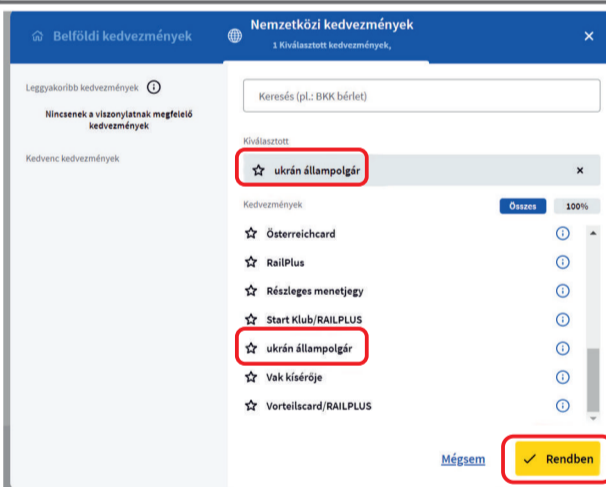 Belföldi kedvezmények
Nemzetközi kedvezmények
1 Kiválasztott kedvezmények,
Leggyakoribb kedvezmények
Nincsenek a viszonylatnak megfelelő
kedvezmények
Kedvenc kedvezmények
Keresés (pl.: BKK bérlet)
Kiválasztott
ukrán állampolgár
Kedvezmények
Összes
100%
Österreichcard
RailPlus
Részleges menetjegy
Start Klub/RAILPLUS
ukrán állampolgár
Vak kísérője
Vorteilscard/RAILPLUS
Mégsem
Rendben